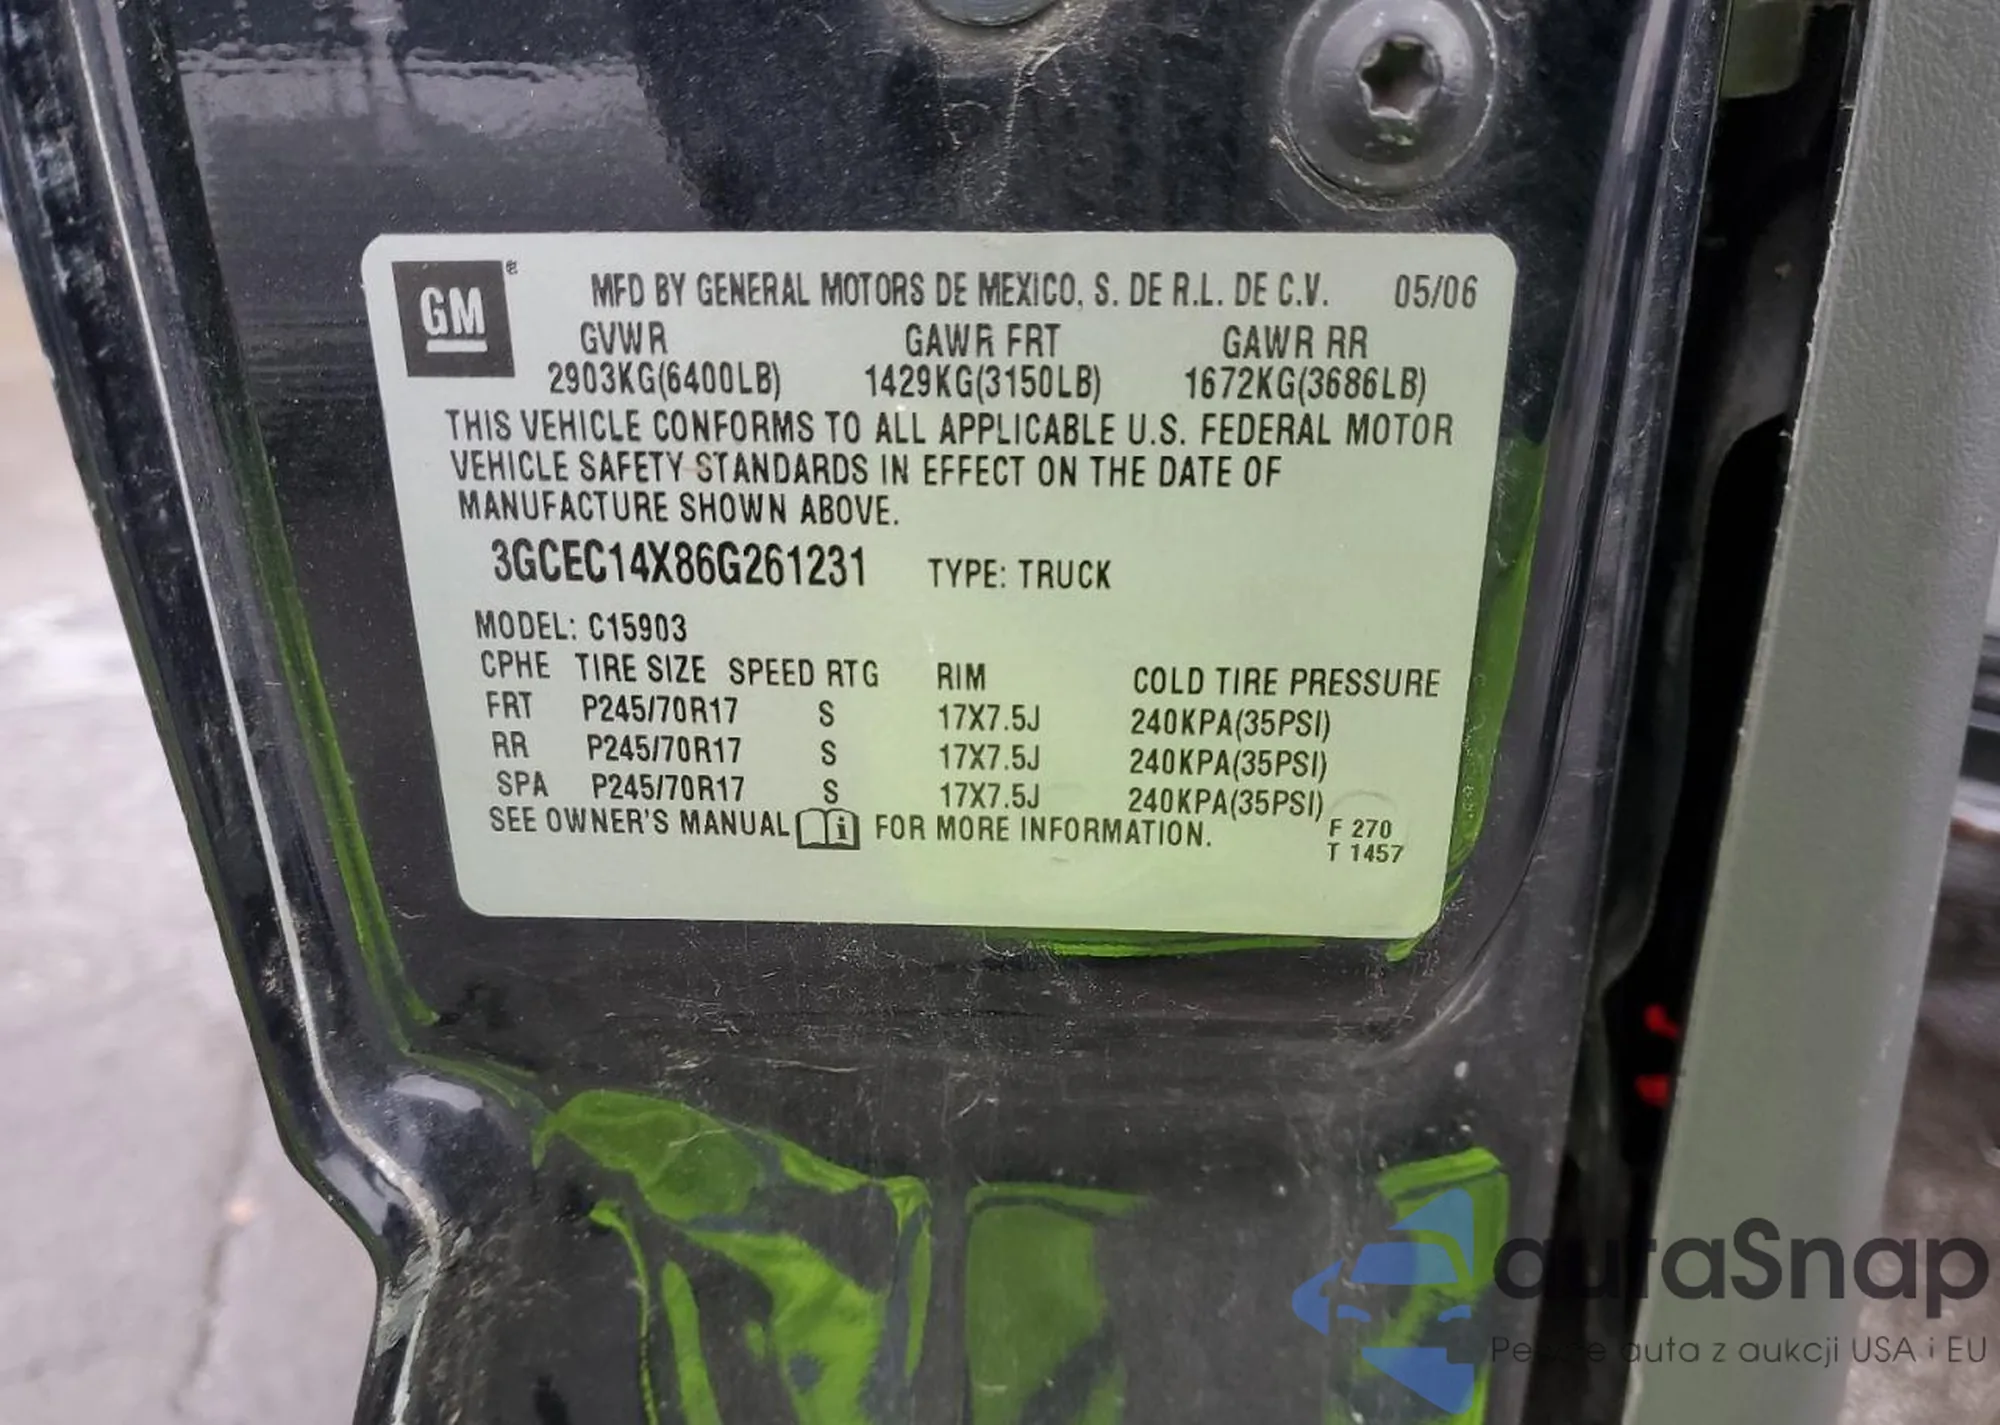 GM ®
MFD BY GENERAL MOTORS DE MEXICO, S. DE R.L. DE C.V. 05/06
GVWR GAWR FRT GAWR RR
2903KG(6400LB) 1429KG(3150LB) 1672KG(3686LB)
THIS VEHICLE CONFORMS TO ALL APPLICABLE U.S. FEDERAL MOTOR
VEHICLE SAFETY STANDARDS IN EFFECT ON THE DATE OF
MANUFACTURE SHOWN ABOVE.
3GCEC14X86G261231 TYPE: TRUCK
MODEL: C15903
CPHE TIRE SIZE SPEED RTG RIM COLD TIRE PRESSURE
FRT P245/70R17 S 17X7.5J 240KPA(35PSI)
RR P245/70R17 S 17X7.5J 240KPA(35PSI)
SPA P245/70R17 S 17X7.5J 240KPA(35PSI)
SEE OWNER'S MANUAL i FOR MORE INFORMATION.
F 270
T 1457
auraSnap
auta z aukcji USA i EU